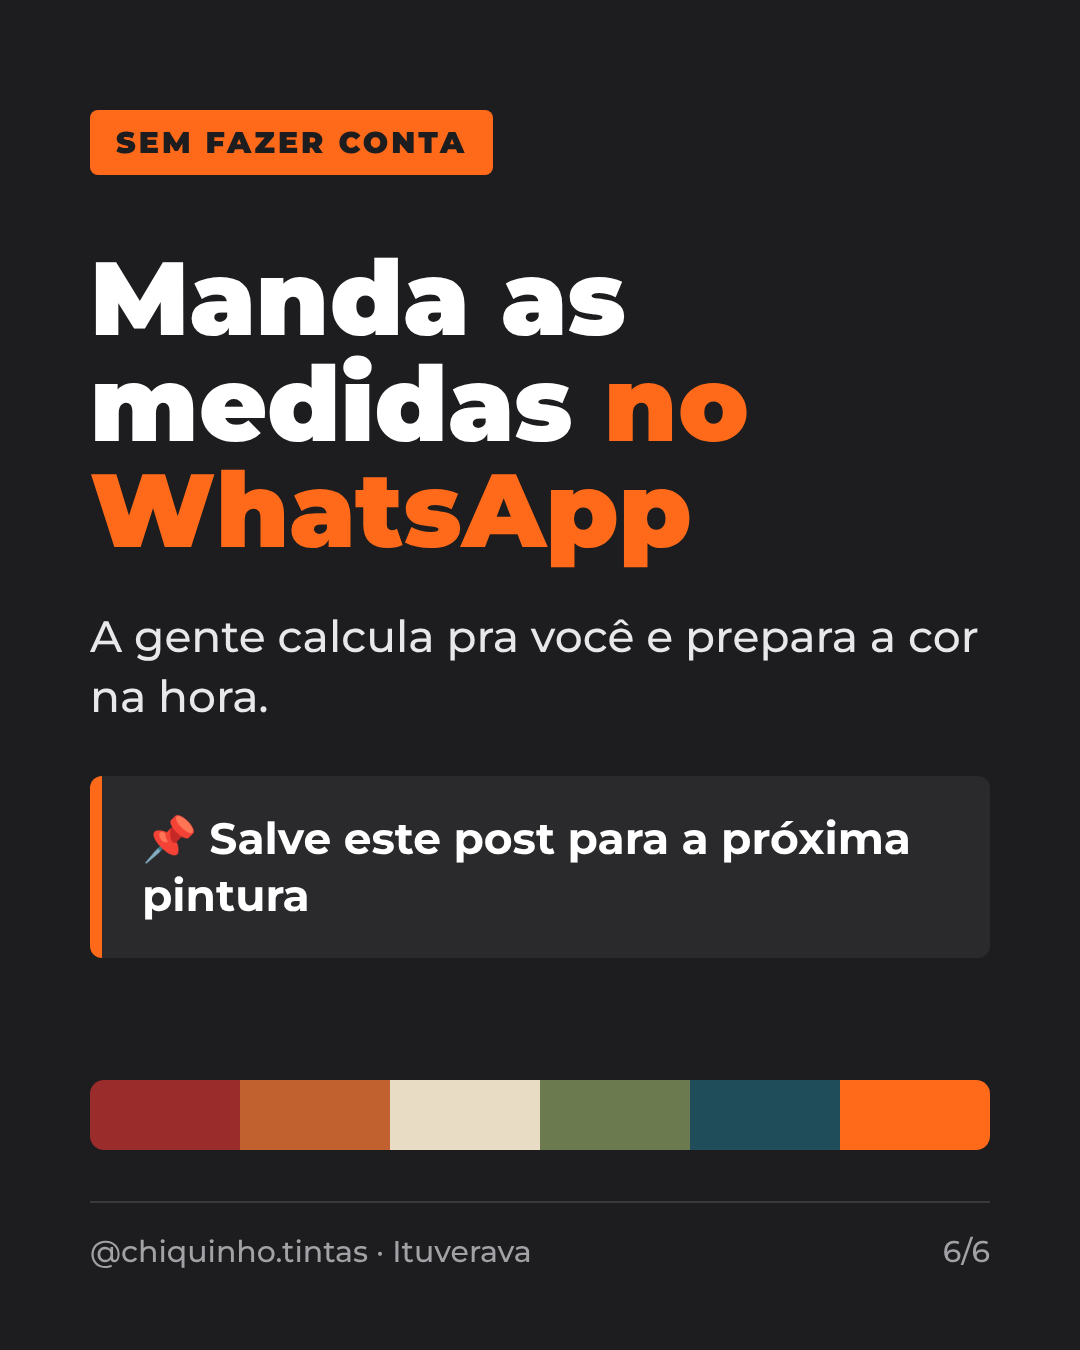 SEM FAZER CONTA
Manda as
medidas no
WhatsApp
A gente calcula pra você e prepara a cor
na hora.
📌 Salve este post para a próxima
pintura
@chiquinho.tintas · Ituverava
6/6